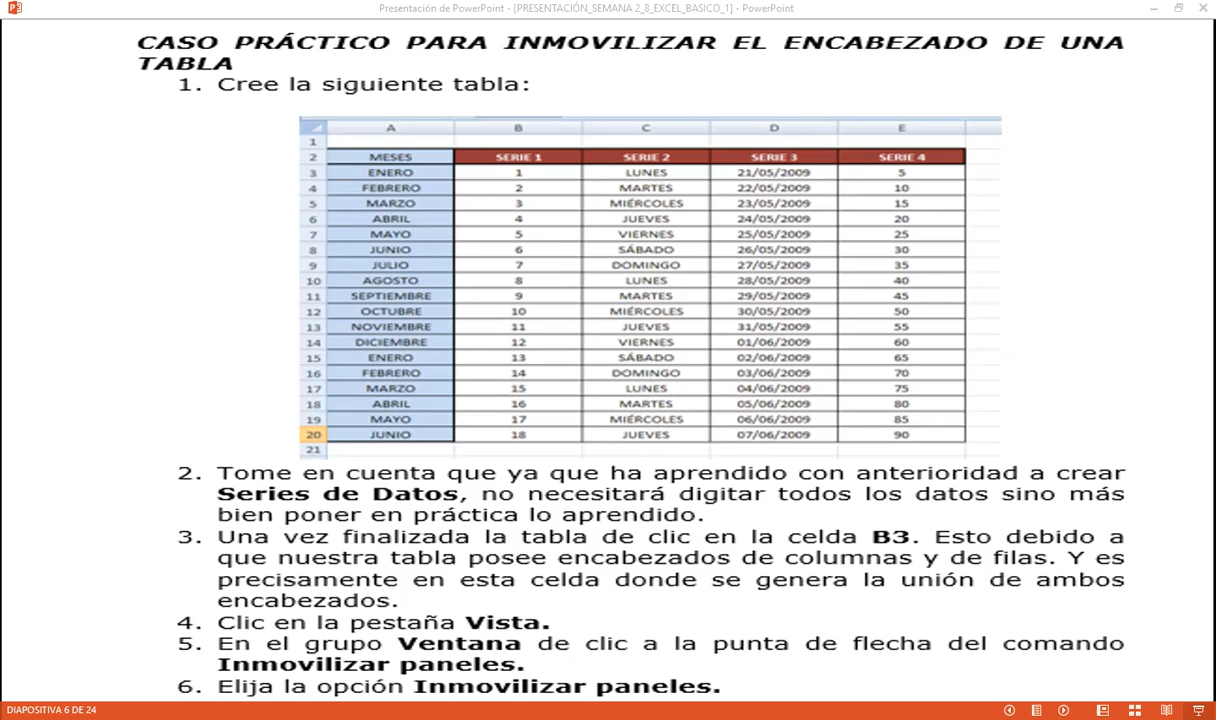 Presentación de PowerPoint - [PRESENTACIÓN_SEMANA 2_8_EXCEL_BASICO_1] - PowerPoint
CASO PRÁCTICO PARA INMOVILIZAR EL ENCABEZADO DE UNA
TABLA
1. Cree la siguiente tabla:
A B C D E
1
2 MESES SERIE 1 SERIE 2 SERIE 3 SERIE 4
3 ENERO 1 LUNES 21/05/2009 5
4 FEBRERO 2 MARTES 22/05/2009 10
5 MARZO 3 MIÉRCOLES 23/05/2009 15
6 ABRIL 4 JUEVES 24/05/2009 20
7 MAYO 5 VIERNES 25/05/2009 25
8 JUNIO 6 SÁBADO 26/05/2009 30
9 JULIO 7 DOMINGO 27/05/2009 35
10 AGOSTO 8 LUNES 28/05/2009 40
11 SEPTIEMBRE 9 MARTES 29/05/2009 45
12 OCTUBRE 10 MIÉRCOLES 30/05/2009 50
13 NOVIEMBRE 11 JUEVES 31/05/2009 55
14 DICIEMBRE 12 VIERNES 01/06/2009 60
15 ENERO 13 SÁBADO 02/06/2009 65
16 FEBRERO 14 DOMINGO 03/06/2009 70
17 MARZO 15 LUNES 04/06/2009 75
18 ABRIL 16 MARTES 05/06/2009 80
19 MAYO 17 MIÉRCOLES 06/06/2009 85
20 JUNIO 18 JUEVES 07/06/2009 90
21
2. Tome en cuenta que ya que ha aprendido con anterioridad a crear
Series de Datos, no necesitará digitar todos los datos sino más
bien poner en práctica lo aprendido.
3. Una vez finalizada la tabla de clic en la celda B3. Esto debido a
que nuestra tabla posee encabezados de columnas y de filas. Y es
precisamente en esta celda donde se genera la unión de ambos
encabezados.
4. Clic en la pestaña Vista.
5. En el grupo Ventana de clic a la punta de flecha del comando
Inmovilizar paneles.
6. Elija la opción Inmovilizar paneles.
DIAPOSITIVA 6 DE 24